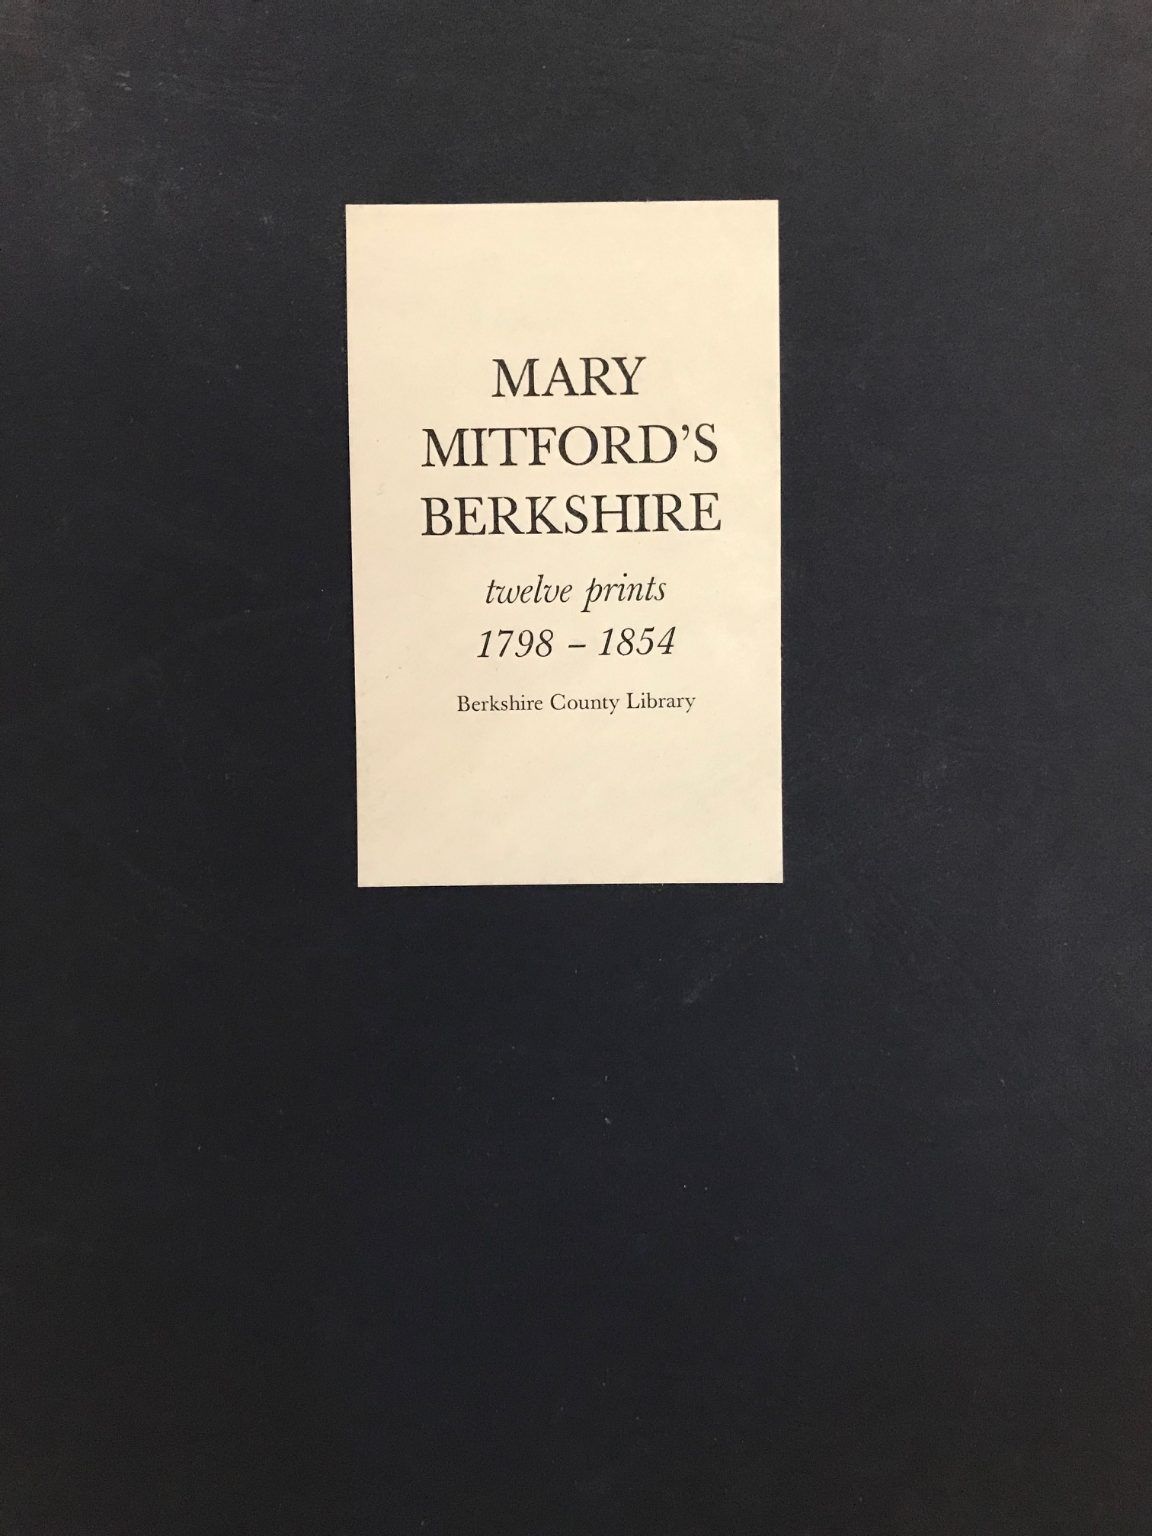 MARY
MITFORD’S
BERKSHIRE
twelve prints
1798 – 1854
Berkshire County Library